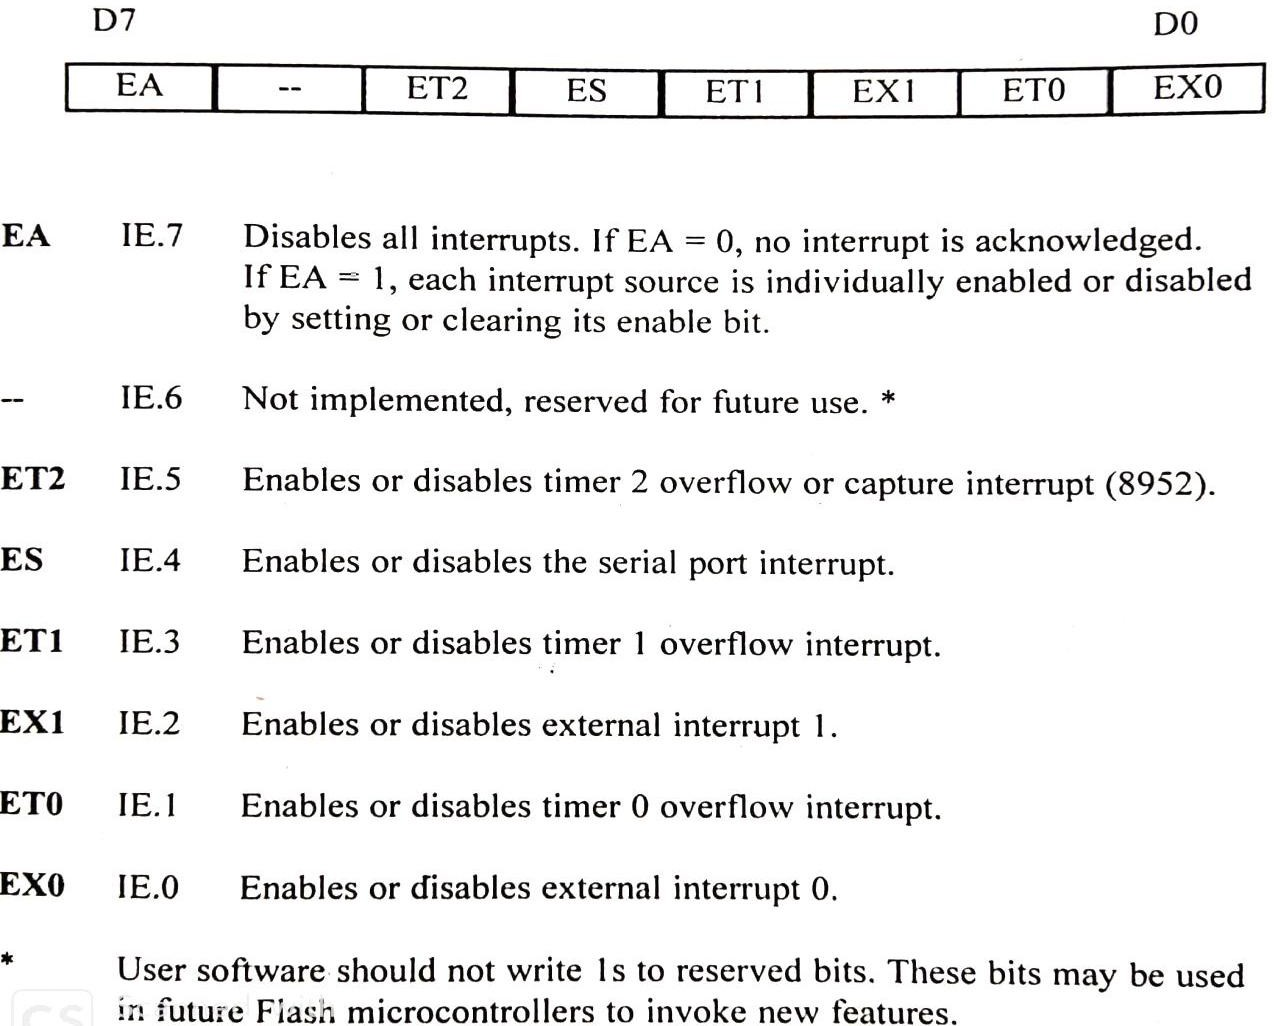 D7 D0
EA -- ET2 ES ET1 EX1 ET0 EX0
EA IE.7 Disables all interrupts. If EA = 0, no interrupt is acknowledged.
If EA = 1, each interrupt source is individually enabled or disabled
by setting or clearing its enable bit.
-- IE.6 Not implemented, reserved for future use. *
ET2 IE.5 Enables or disables timer 2 overflow or capture interrupt (8952).
ES IE.4 Enables or disables the serial port interrupt.
ET1 IE.3 Enables or disables timer 1 overflow interrupt.
EX1 IE.2 Enables or disables external interrupt 1.
ET0 IE.1 Enables or disables timer 0 overflow interrupt.
EX0 IE.0 Enables or disables external interrupt 0.
* User software should not write 1s to reserved bits. These bits may be used
in future Flash microcontrollers to invoke new features.
CS